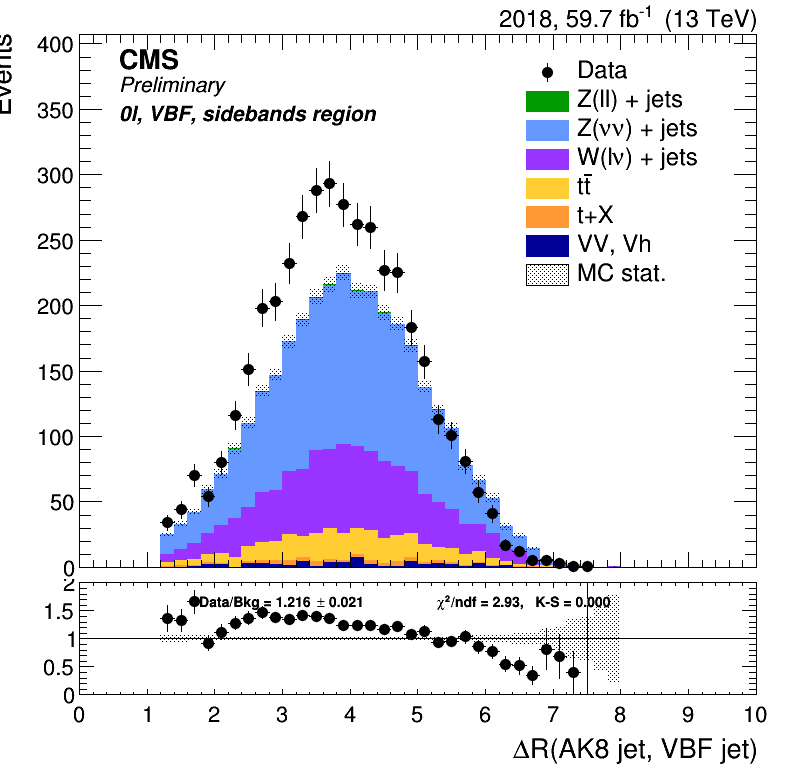 2018, 59.7 fb⁻¹ (13 TeV)
Events
CMS
Preliminary
0l, VBF, sidebands region
Data
Z(ll) + jets
Z(νν) + jets
W(lν) + jets
tt̄
t+X
VV, Vh
MC stat.
400
350
300
250
200
150
100
50
0
Data/Bkg = 1.216 ± 0.021
χ²/ndf = 2.93, K-S = 0.000
2
1.5
1
0.5
0
0 1 2 3 4 5 6 7 8 9 10
ΔR(AK8 jet, VBF jet)